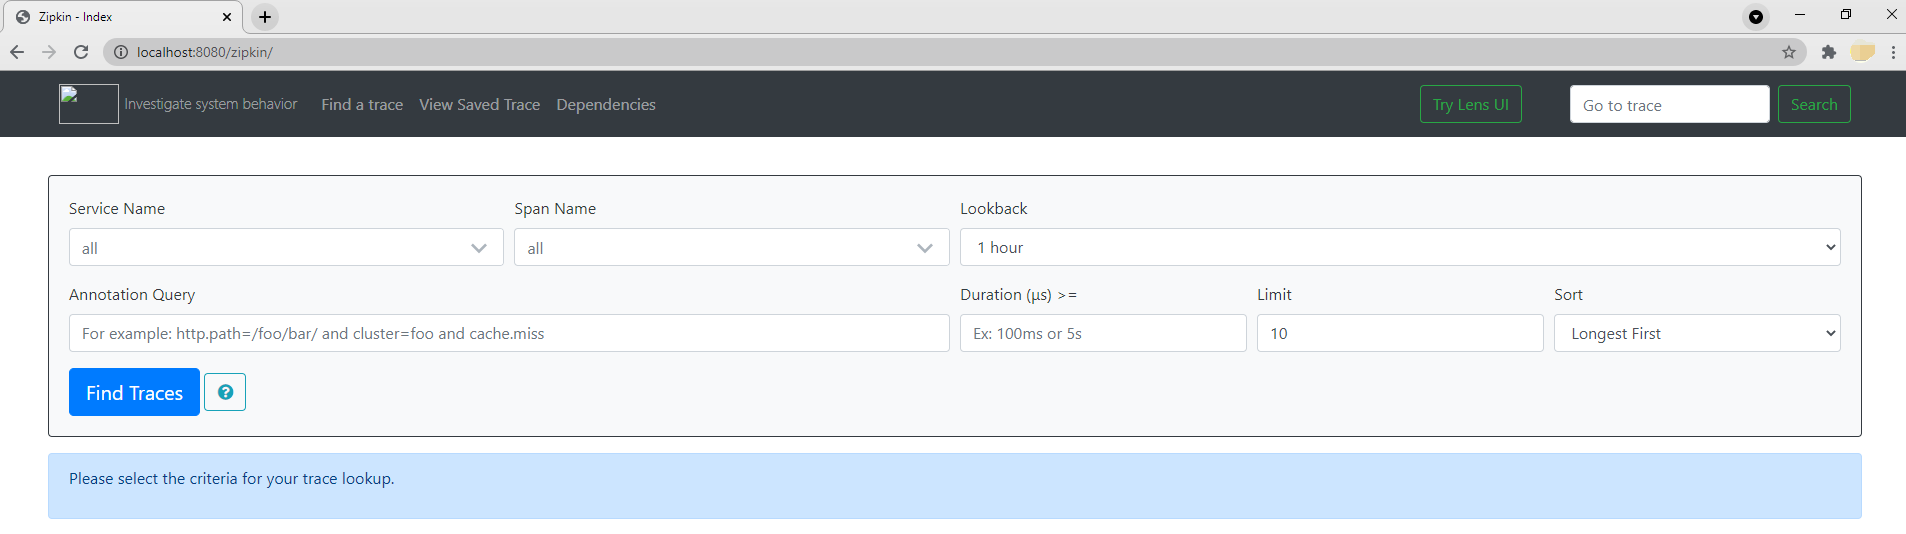 Zipkin - Index
localhost:8080/zipkin/
Investigate system behavior Find a trace View Saved Trace Dependencies Try Lens UI Go to trace Search
Service Name Span Name Lookback
all all 1 hour
Annotation Query Duration (μs) >= Limit Sort
For example: http.path=/foo/bar/ and cluster=foo and cache.miss Ex: 100ms or 5s 10 Longest First
Find Traces
Please select the criteria for your trace lookup.